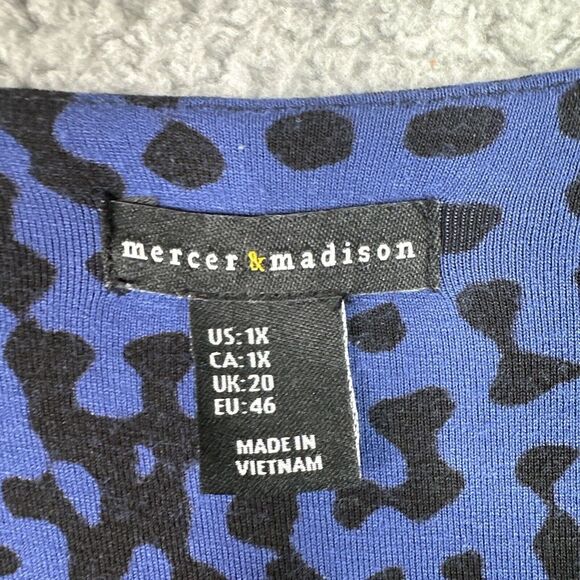 mercer & madison
US: 1X
CA: 1X
UK: 20
EU: 46
MADE IN
VIETNAM